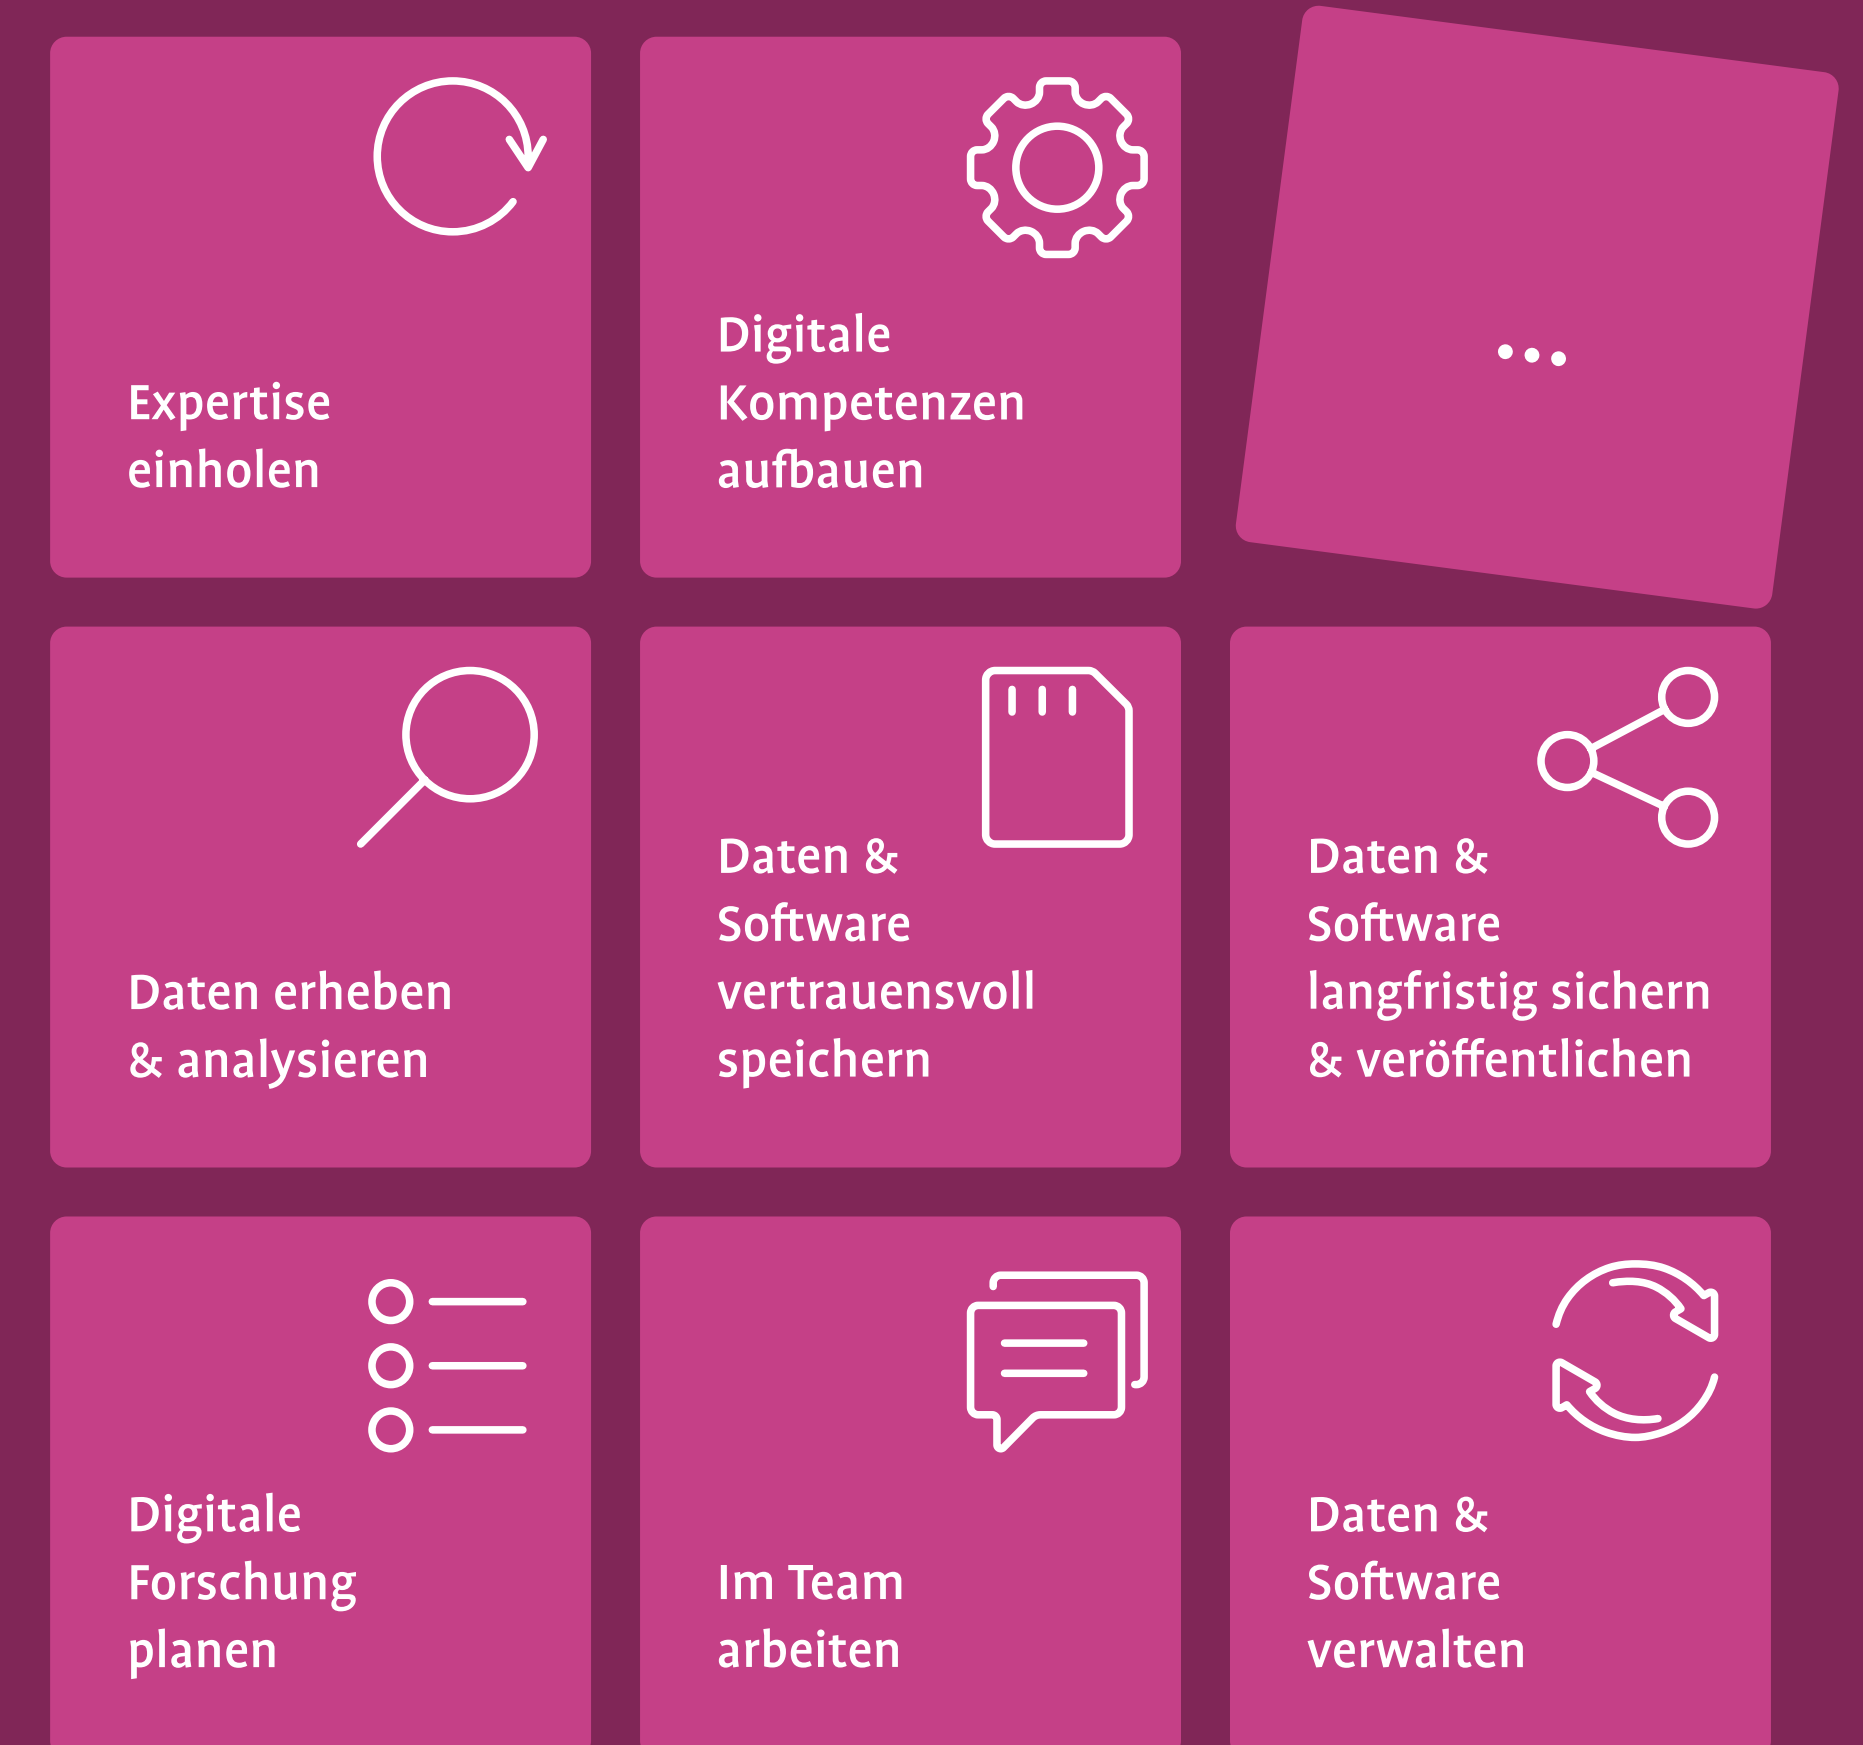 Expertise
einholen
Digitale
Kompetenzen
aufbauen
...
Daten erheben
& analysieren
Daten &
Software
vertrauensvoll
speichern
Daten &
Software
langfristig sichern
& veröffentlichen
Digitale
Forschung
planen
Im Team
arbeiten
Daten &
Software
verwalten